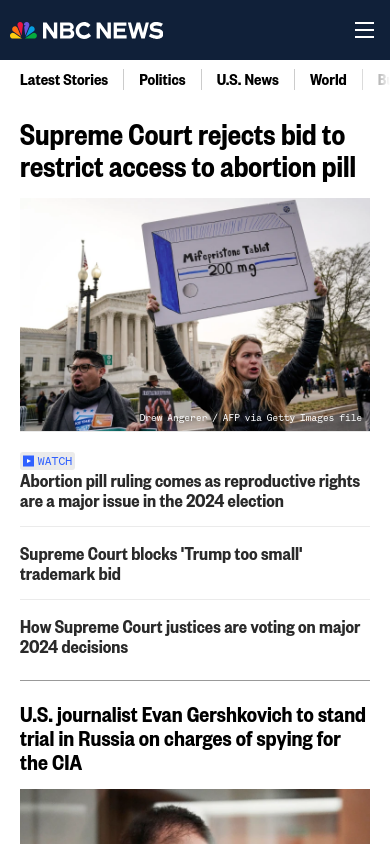 NBC NEWS
Latest Stories
Politics
U.S. News
World
Supreme Court rejects bid to
restrict access to abortion pill
Mifepristone Tablet
200 mg
Drew Angerer / AFP via Getty Images file
WATCH
Abortion pill ruling comes as reproductive rights
are a major issue in the 2024 election
Supreme Court blocks 'Trump too small'
trademark bid
How Supreme Court justices are voting on major
2024 decisions
U.S. journalist Evan Gershkovich to stand
trial in Russia on charges of spying for
the CIA